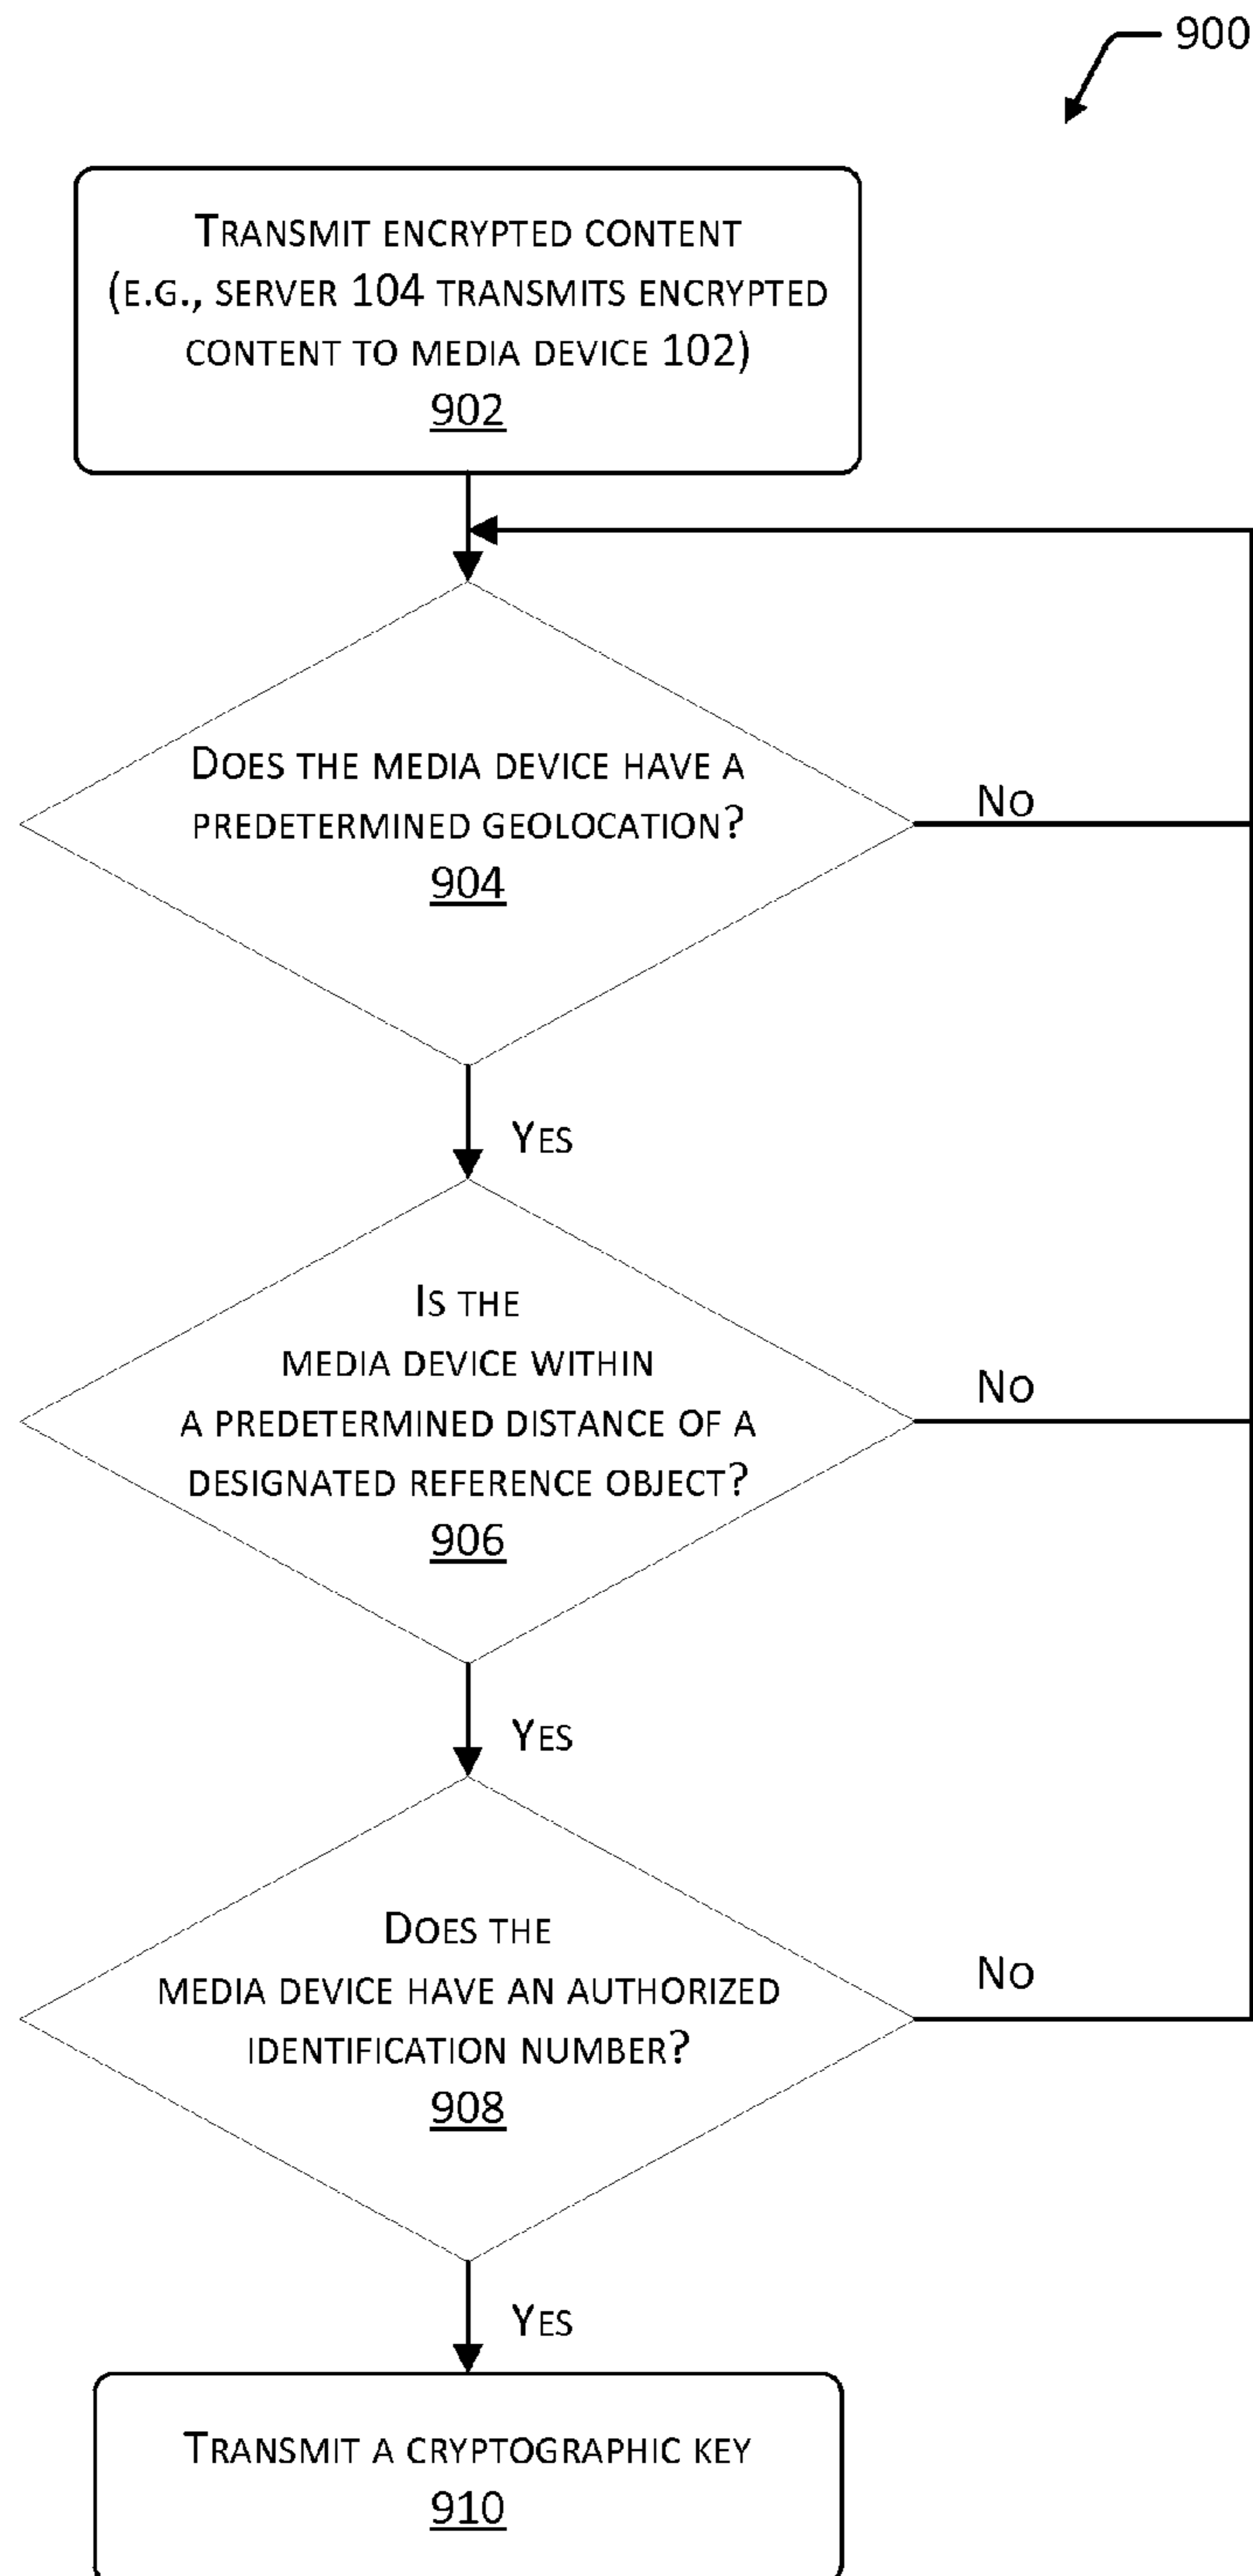 900
TRANSMIT ENCRYPTED CONTENT
(E.G., SERVER 104 TRANSMITS ENCRYPTED
CONTENT TO MEDIA DEVICE 102)
902
DOES THE MEDIA DEVICE HAVE A
PREDETERMINED GEOLOCATION?
904
NO
YES
IS THE
MEDIA DEVICE WITHIN
A PREDETERMINED DISTANCE OF A
DESIGNATED REFERENCE OBJECT?
906
NO
YES
DOES THE
MEDIA DEVICE HAVE AN AUTHORIZED
IDENTIFICATION NUMBER?
908
NO
YES
TRANSMIT A CRYPTOGRAPHIC KEY
910